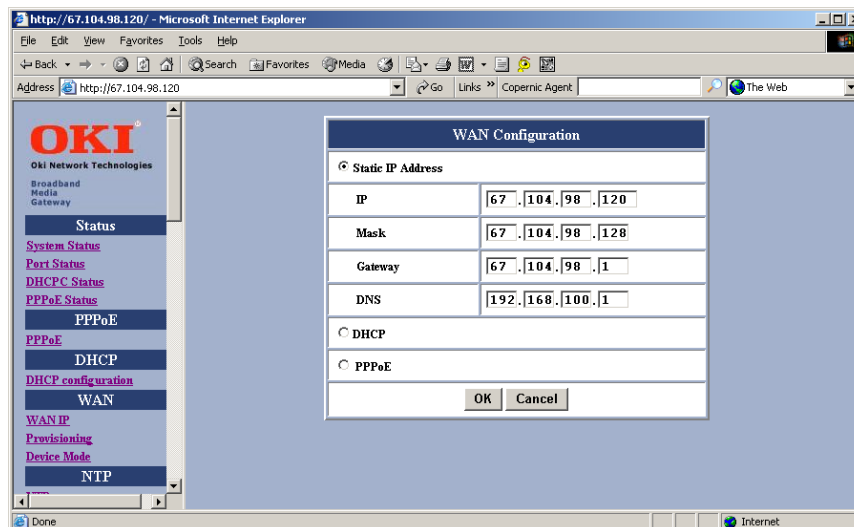 http://67.104.98.120/ - Microsoft Internet Explorer
File Edit View Favorites Tools Help
Back Search Favorites Media
Address http://67.104.98.120 Go Links » Copernic Agent The Web
OKI
Oki Network Technologies
Broadband
Media
Gateway
Status
System Status
Port Status
DHCPC Status
PPPoE Status
PPPoE
PPPoE
DHCP
DHCP configuration
WAN
WAN IP
Provisioning
Device Mode
NTP
WAN Configuration
Static IP Address
IP 67 . 104 . 98 . 120
Mask 67 . 104 . 98 . 128
Gateway 67 . 104 . 98 . 1
DNS 192 . 168 . 100 . 1
DHCP
PPPoE
OK Cancel
Done Internet